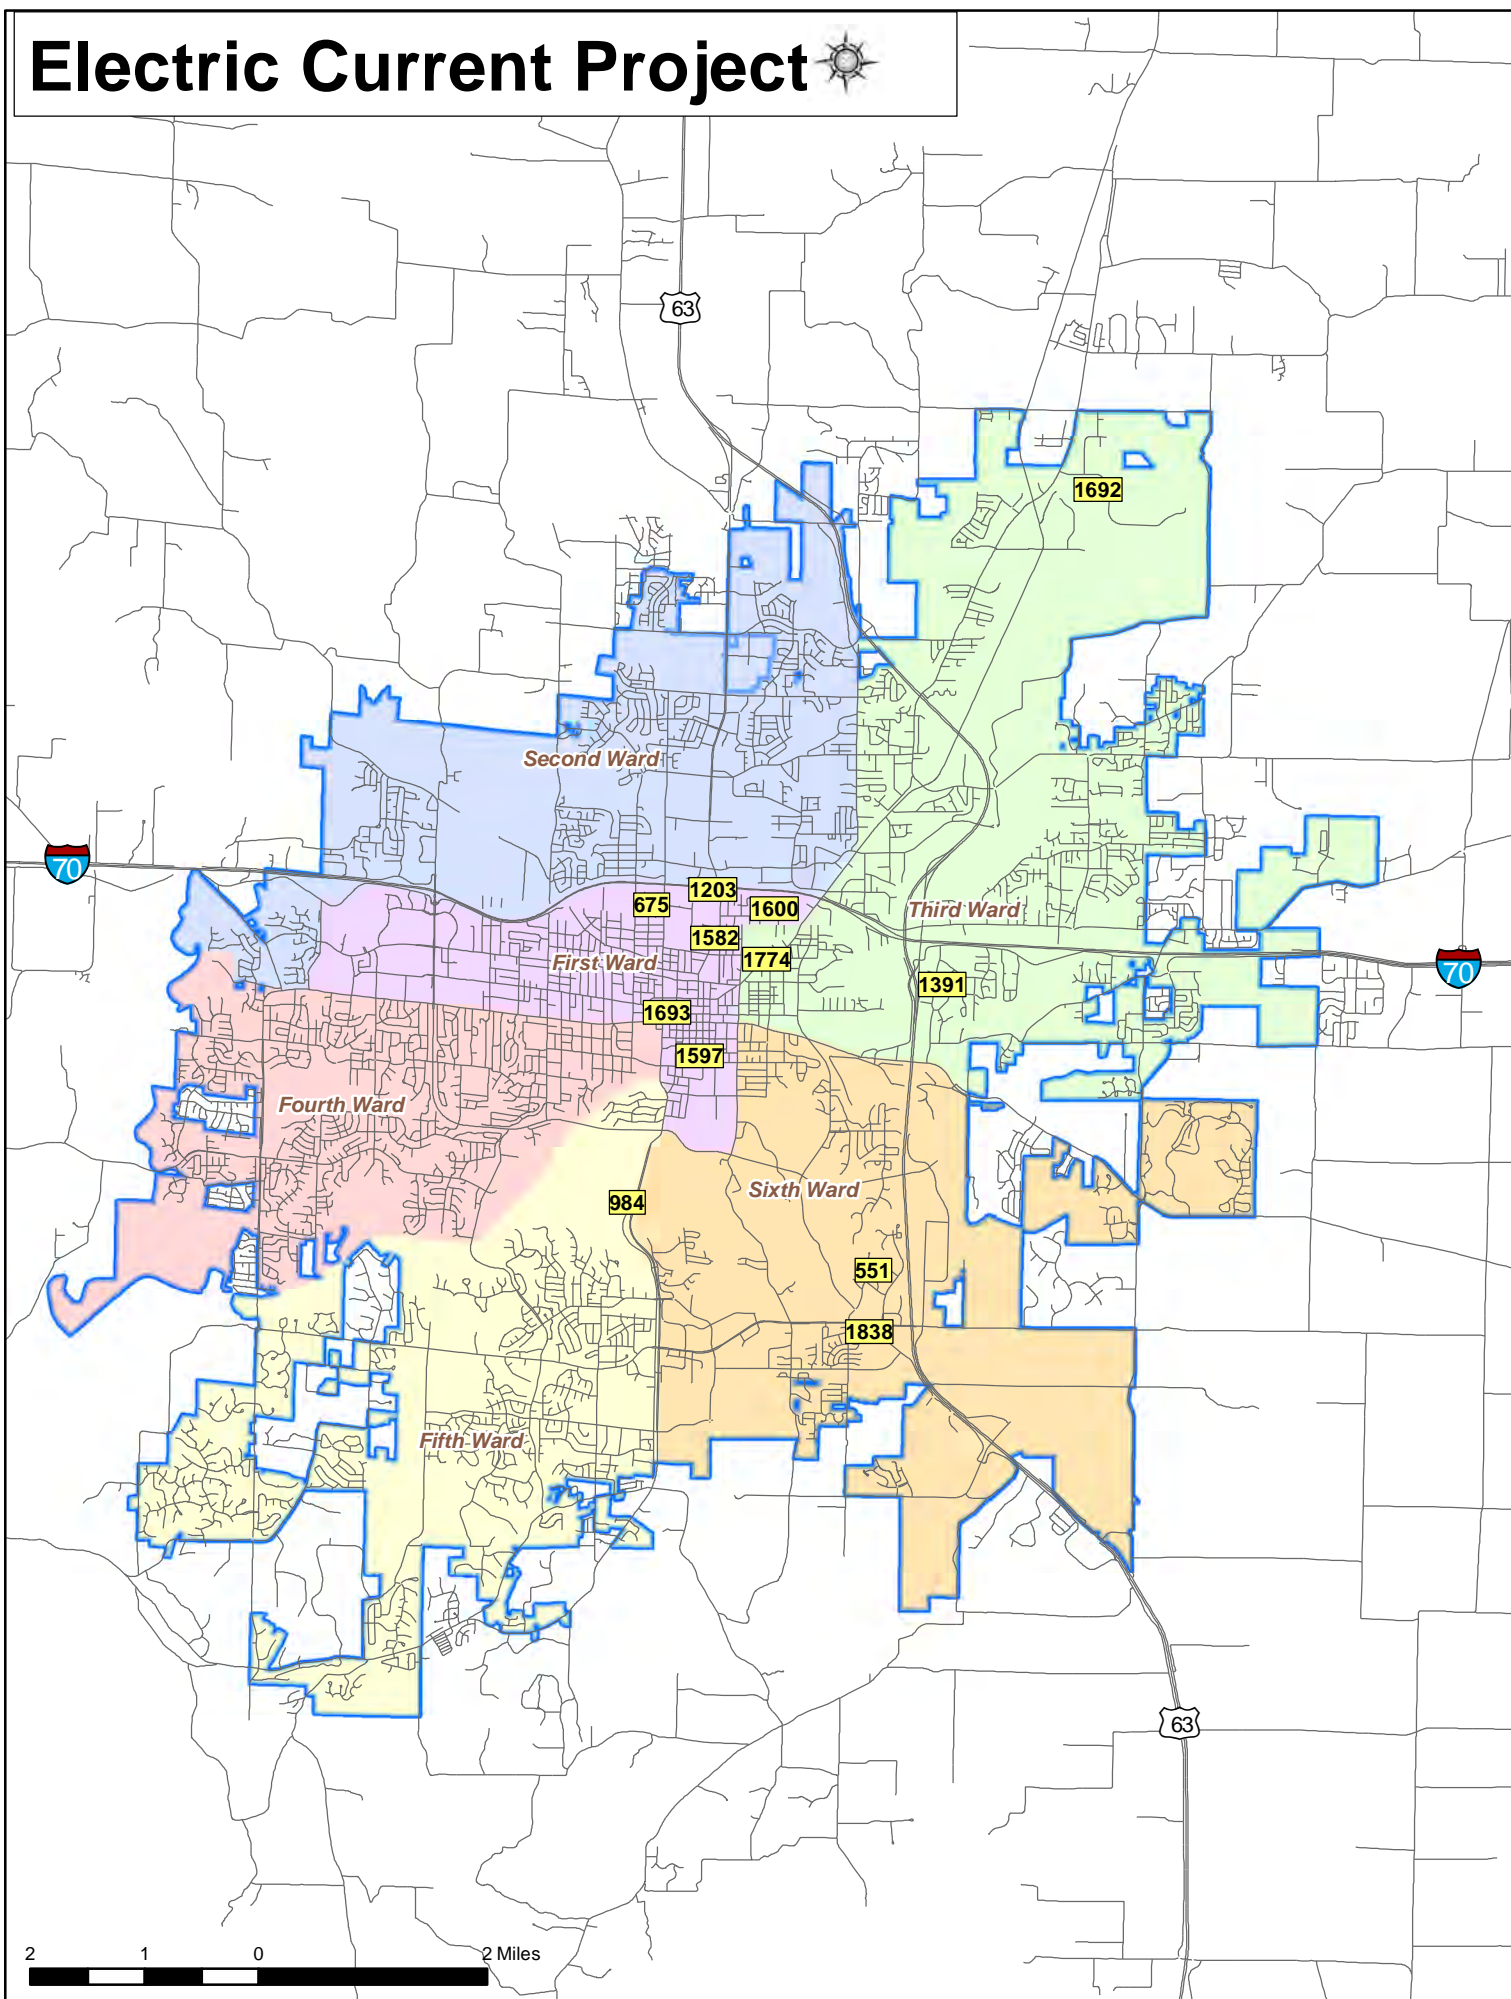 Electric Current Project
63
1692
Second Ward
70
1203
675
1600
Third Ward
1582
First Ward
1774
70
1391
1693
1597
Fourth Ward
Sixth Ward
984
551
1838
Fifth Ward
63
2 1 0 2 Miles